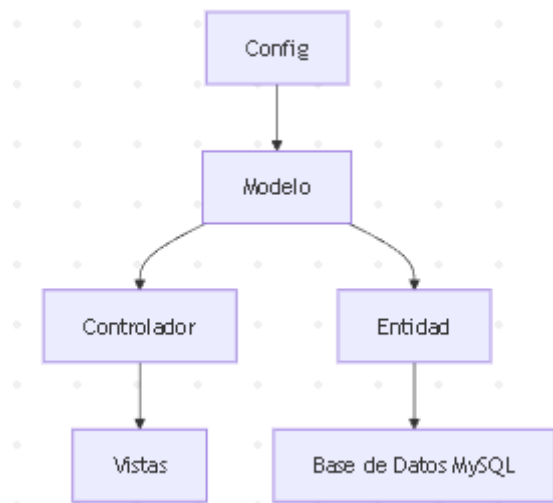 Config
Modelo
Controlador
Entidad
Vistas
Base de Datos MySQL